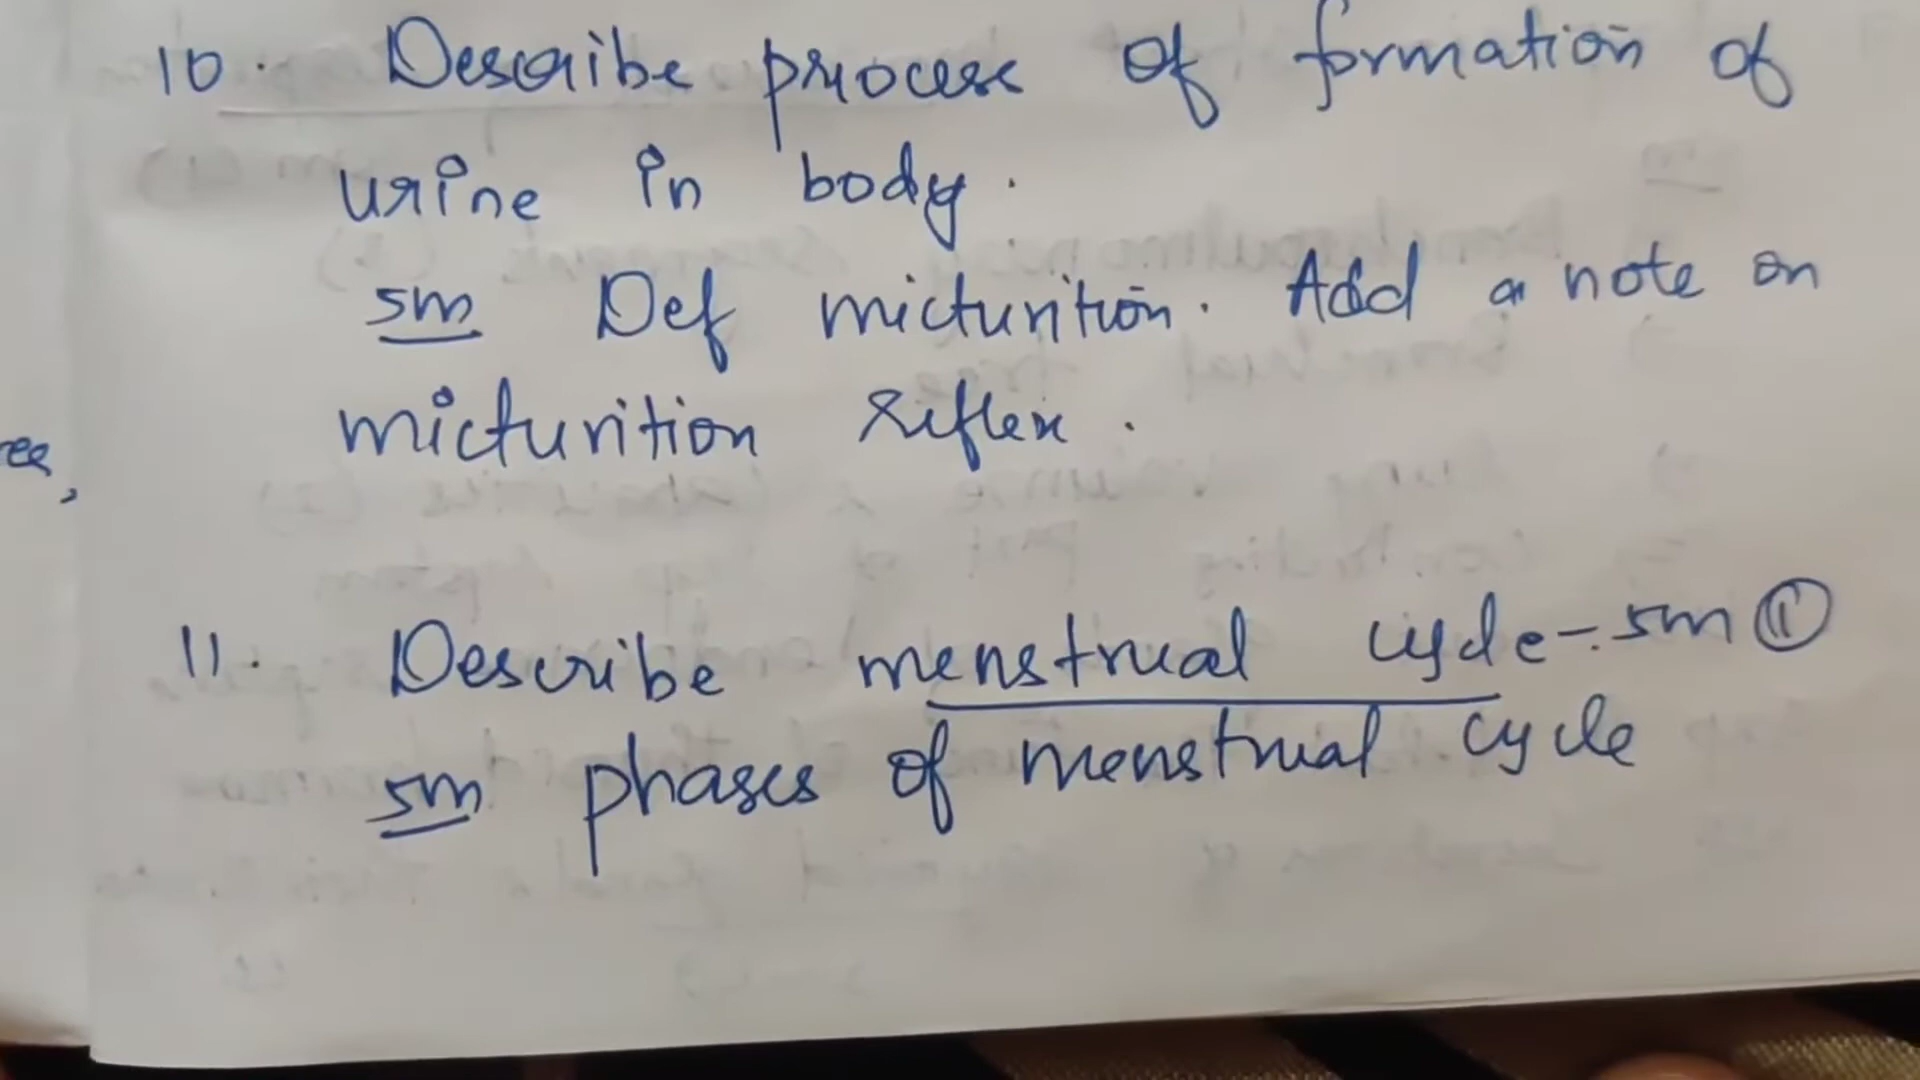 10. Describe process of formation of
urine in body.
5m Def micturition. Add a note on
micturition reflex.
11. Describe menstrual cycle - 5m ①
5m phases of menstrual cycle